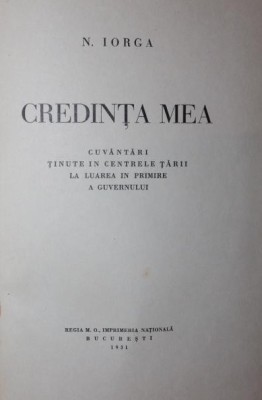 N. IORGA
CREDINȚA MEA
CUVÂNTĂRI
ȚINUTE IN CENTRELE ȚĂRII
LA LUAREA IN PRIMIRE
A GUVERNULUI
REGIA M. O., IMPRIMERIA NAȚIONALĂ
BUCUREȘTI
1931